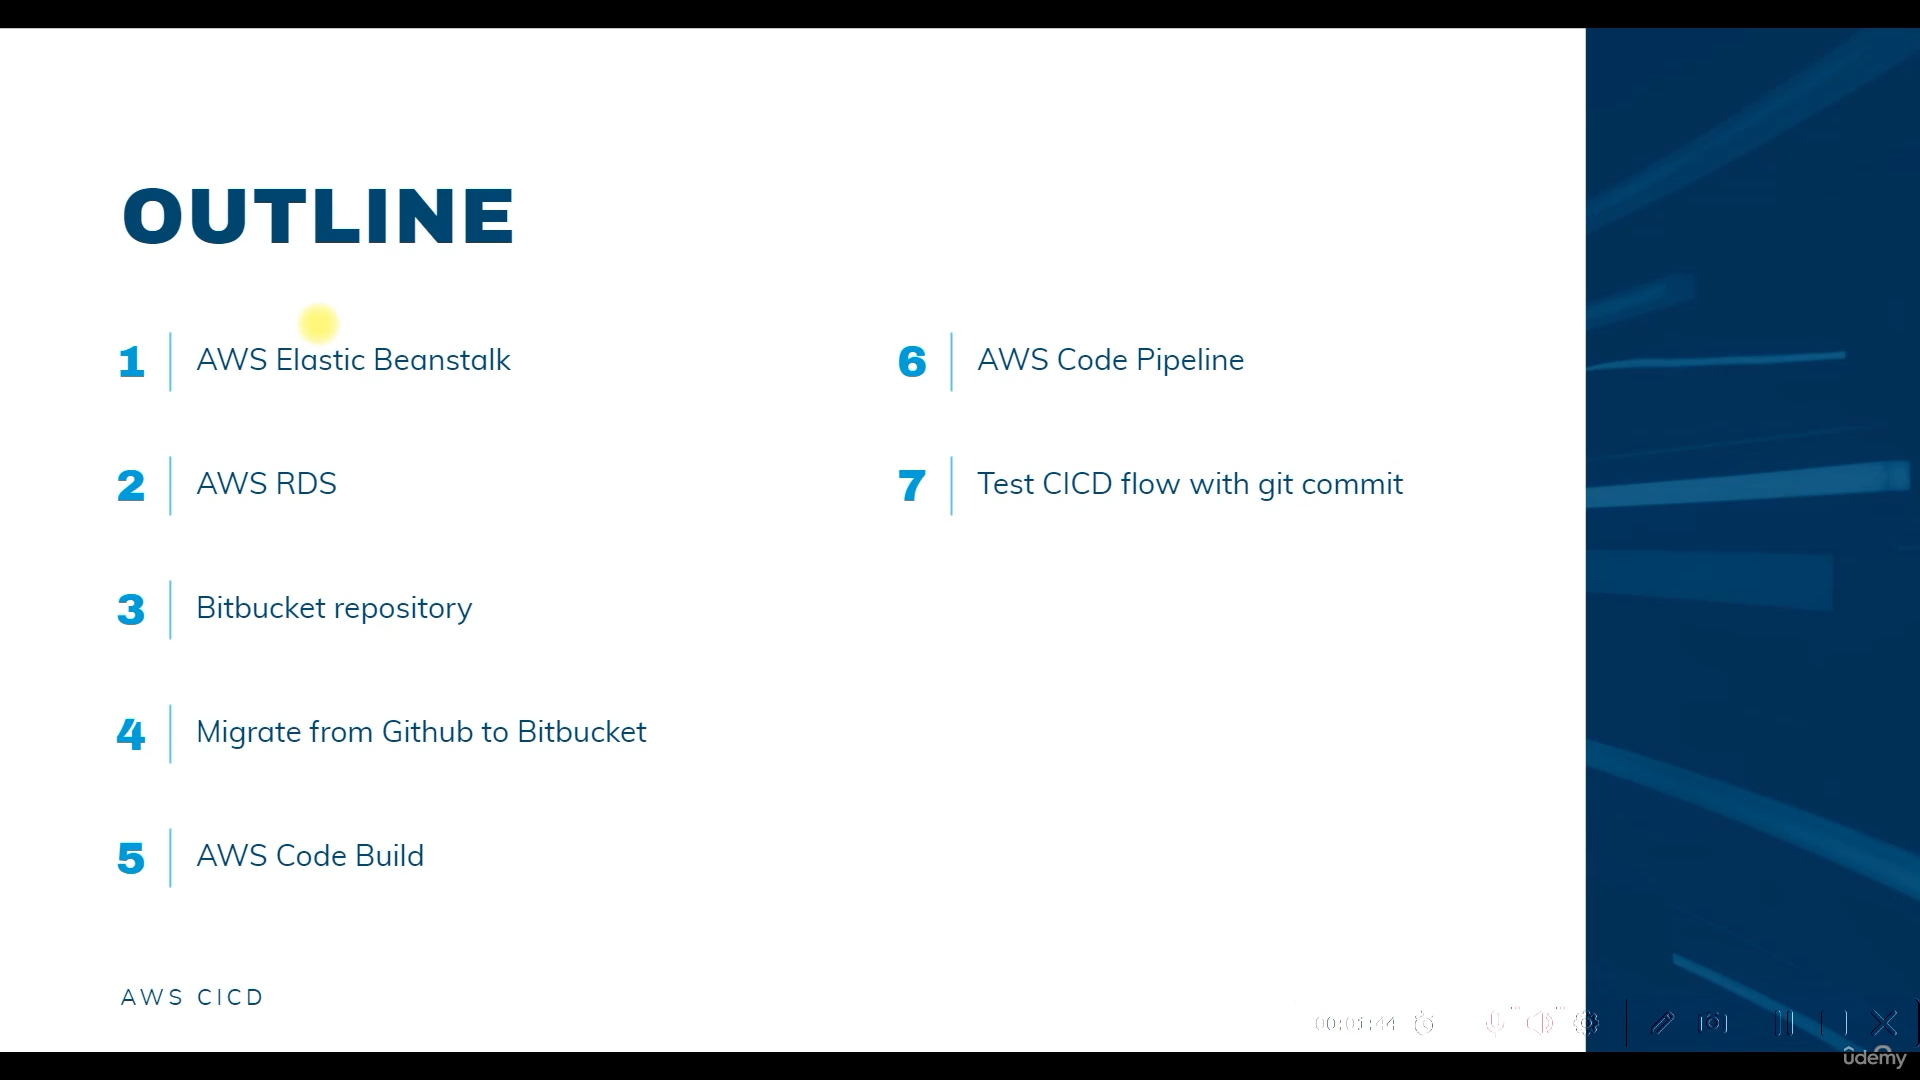 OUTLINE
1 AWS Elastic Beanstalk
2 AWS RDS
3 Bitbucket repository
4 Migrate from Github to Bitbucket
5 AWS Code Build
6 AWS Code Pipeline
7 Test CICD flow with git commit
AWS CICD
00:01:44
ûdemy